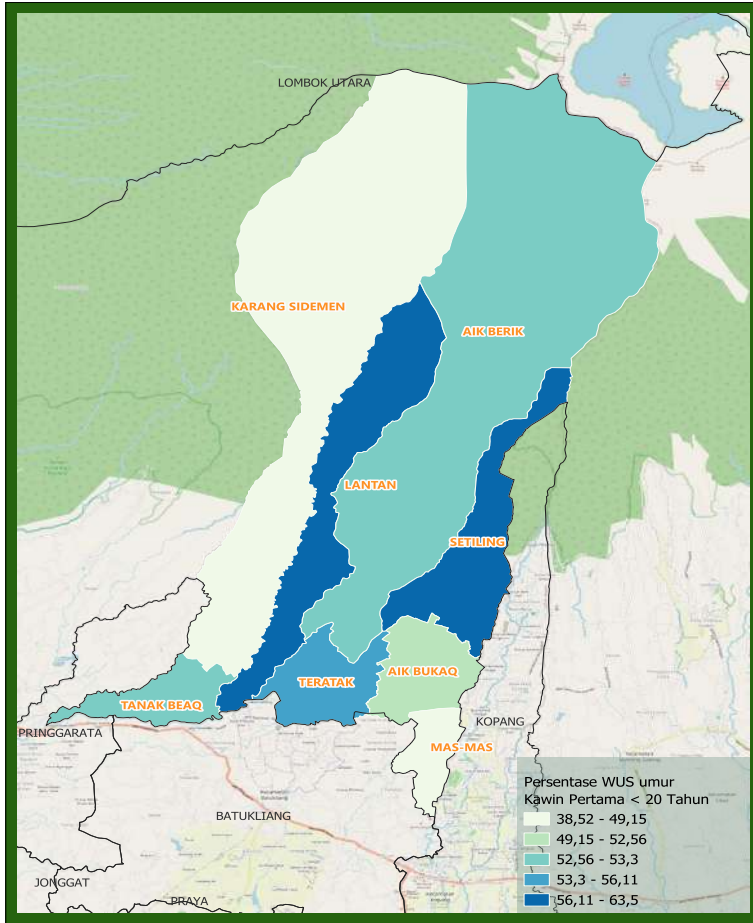 LOMBOK UTARA
KARANG SIDEMEN
AIK BERIK
LANTAN
SETILING
AIK BUKAQ
TERATAK
TANAK BEAQ
KOPANG
PRINGGARATA
MAS-MAS
BATUKLIANG
JONGGAT
PRAYA
Persentase WUS umur
Kawin Pertama < 20 Tahun
38,52 - 49,15
49,15 - 52,56
52,56 - 53,3
53,3 - 56,11
56,11 - 63,5